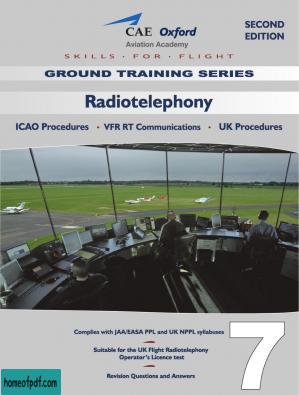 CAE Oxford
Aviation Academy
SECOND
EDITION
SKILLS · FOR · FLIGHT
GROUND TRAINING SERIES
Radiotelephony
ICAO Procedures • VFR RT Communications • UK Procedures
Complies with JAA/EASA PPL and UK NPPL syllabuses
Suitable for the UK Flight Radiotelephony
Operator's Licence test
Revision Questions and Answers
7
homeofpdf.com